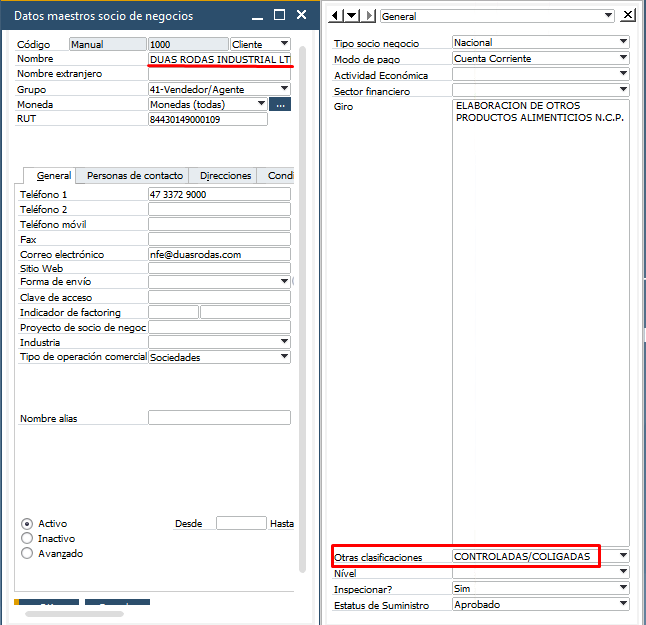 Datos maestros socio de negocios
Código Manual 1000 Cliente
Nombre DUAS RODAS INDUSTRIAL LT
Nombre extranjero
Grupo 41-Vendor/Agente
Moneda Monedas (todas) ...
RUT 84430149000109
General Personas de contacto Direcciones Condi
Teléfono 1 47 3372 9000
Teléfono 2
Teléfono móvil
Fax
Correo electrónico nfe@duasrodas.com
Sitio Web
Forma de envío
Clave de acceso
Indicador de factoring
Proyecto de socio de negoc
Industria
Tipo de operación comercial Sociedades
Nombre alias
Activo Desde Hasta
Inactivo
Avanzado
General
Tipo socio negocio Nacional
Modo de pago Cuenta Corriente
Actividad Económica
Sector financiero
Giro ELABORACION DE OTROS
PRODUCTOS ALIMENTICIOS N.C.P.
Otras clasificaciones CONTROLADAS/COLIGADAS
Nível
Inspecionar? Sim
Estatus de Suministro Aprobado